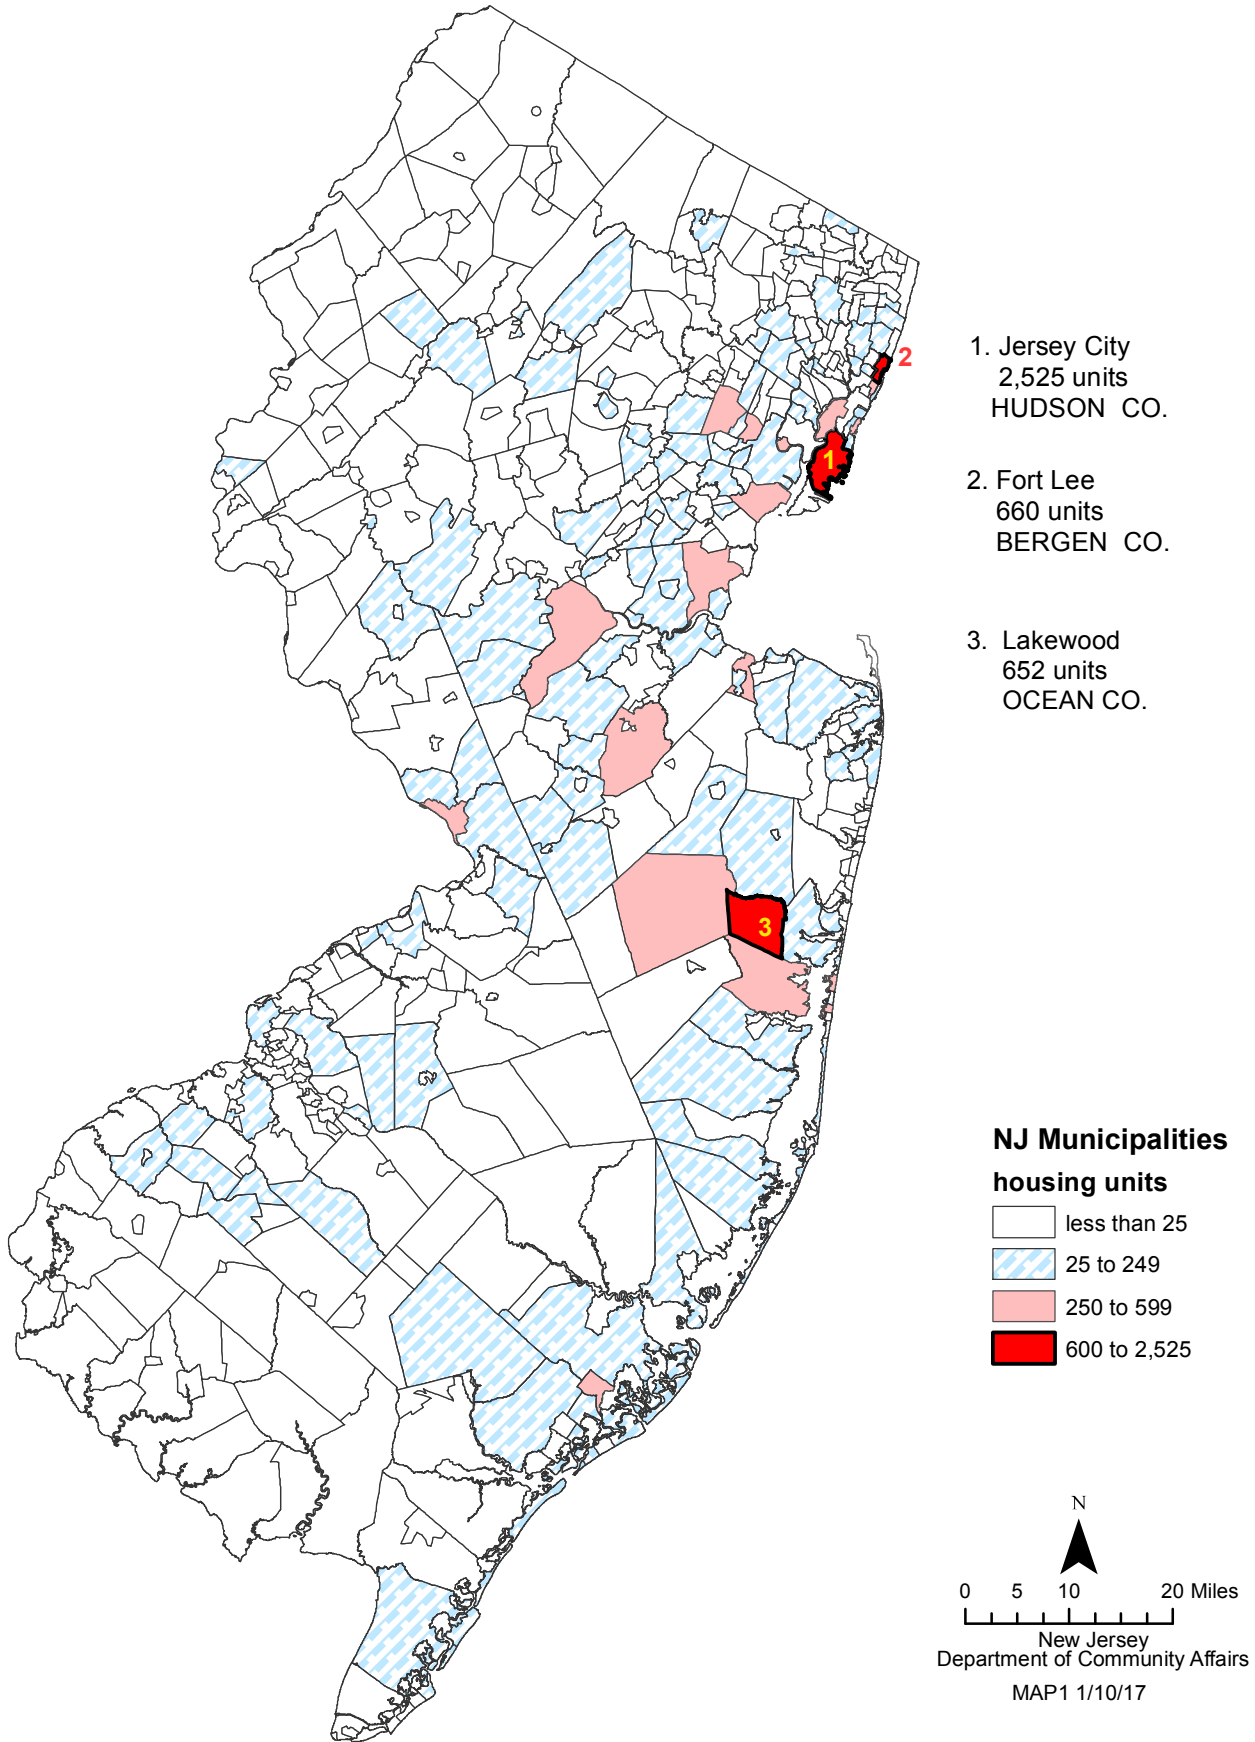 1. Jersey City
2,525 units
HUDSON CO.
2
2. Fort Lee
660 units
BERGEN CO.
1
3. Lakewood
652 units
OCEAN CO.
3
NJ Municipalities
housing units
less than 25
25 to 249
250 to 599
600 to 2,525
N
0 5 10 20 Miles
New Jersey
Department of Community Affairs
MAP1 1/10/17